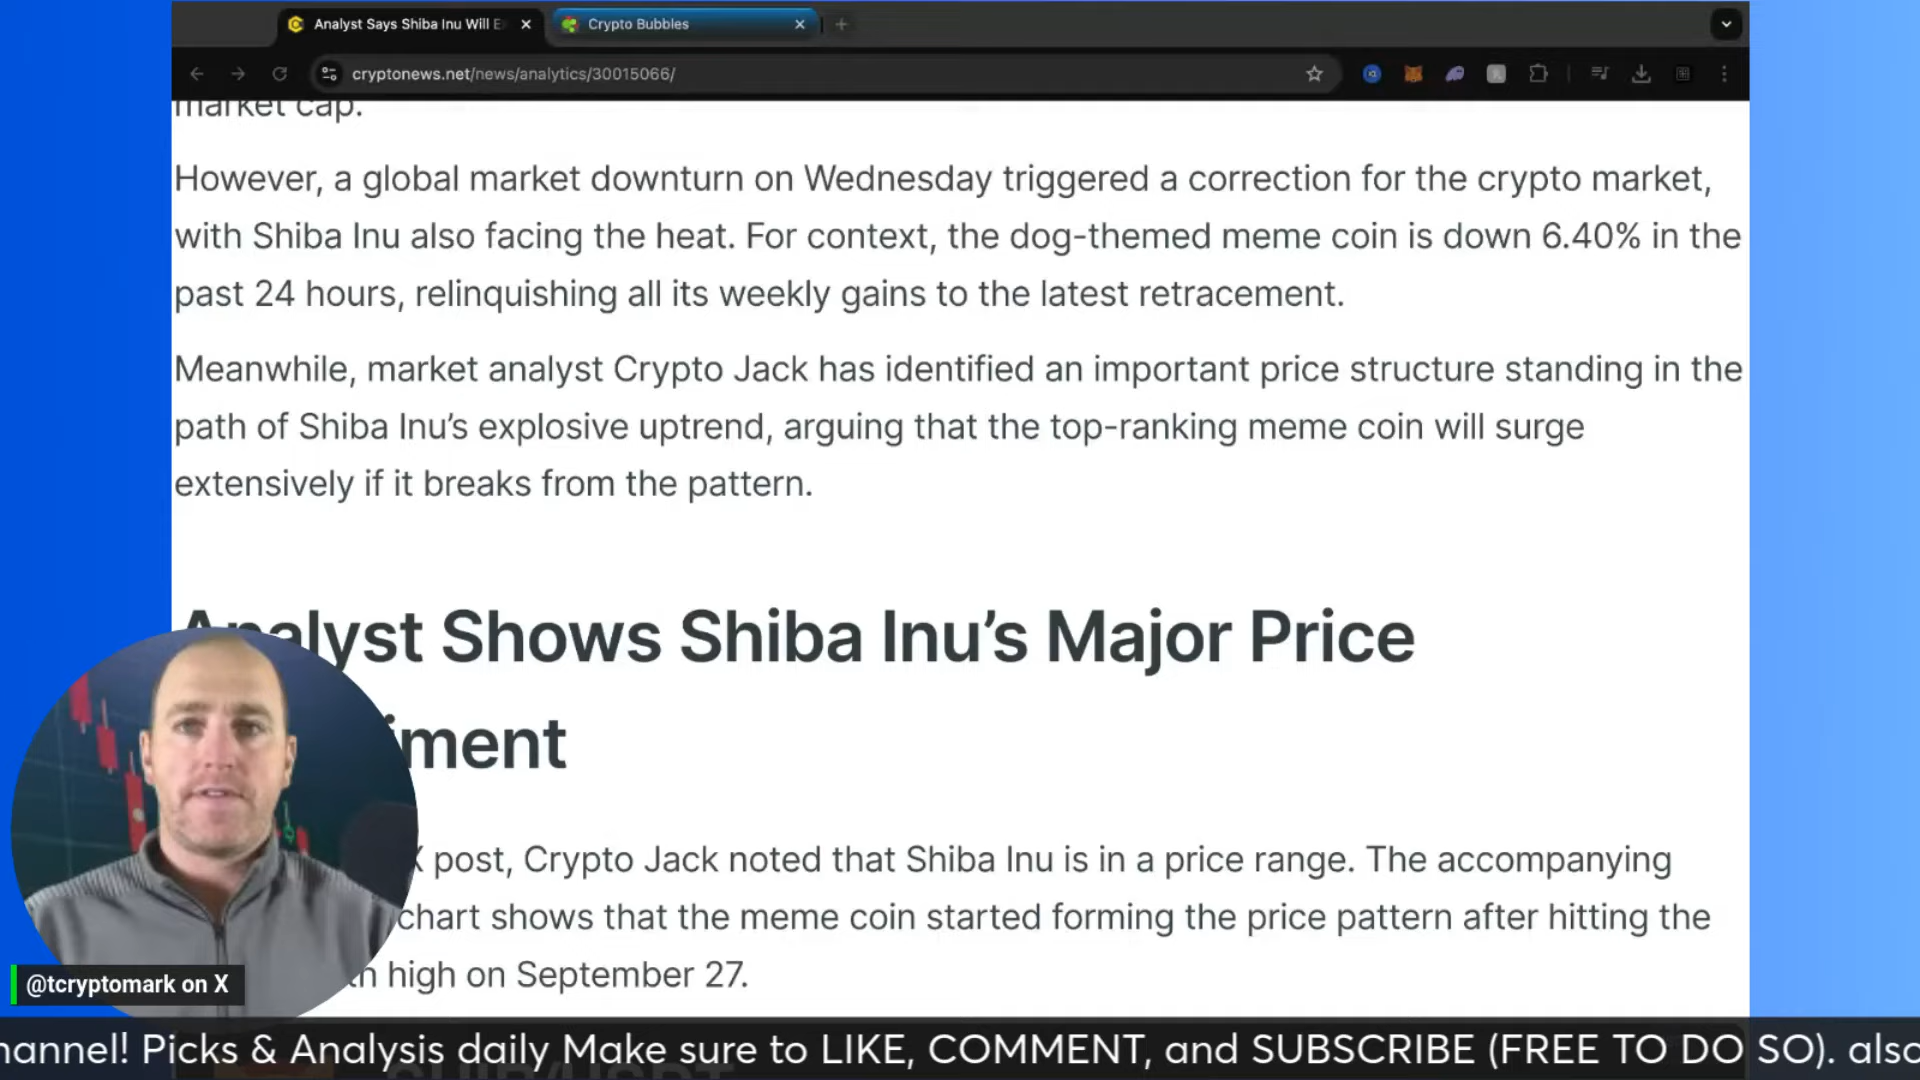 Analyst Says Shiba Inu Will E
Crypto Bubbles
cryptonews.net/news/analytics/30015066/
market cap.
However, a global market downturn on Wednesday triggered a correction for the crypto market,
with Shiba Inu also facing the heat. For context, the dog-themed meme coin is down 6.40% in the
past 24 hours, relinquishing all its weekly gains to the latest retracement.
Meanwhile, market analyst Crypto Jack has identified an important price structure standing in the
path of Shiba Inu’s explosive uptrend, arguing that the top-ranking meme coin will surge
extensively if it breaks from the pattern.
Analyst Shows Shiba Inu’s Major Price
iment
X post, Crypto Jack noted that Shiba Inu is in a price range. The accompanying
chart shows that the meme coin started forming the price pattern after hitting the
high on September 27.
@tcryptomark on X
hannel! Picks & Analysis daily Make sure to LIKE, COMMENT, and SUBSCRIBE (FREE TO DO SO). also